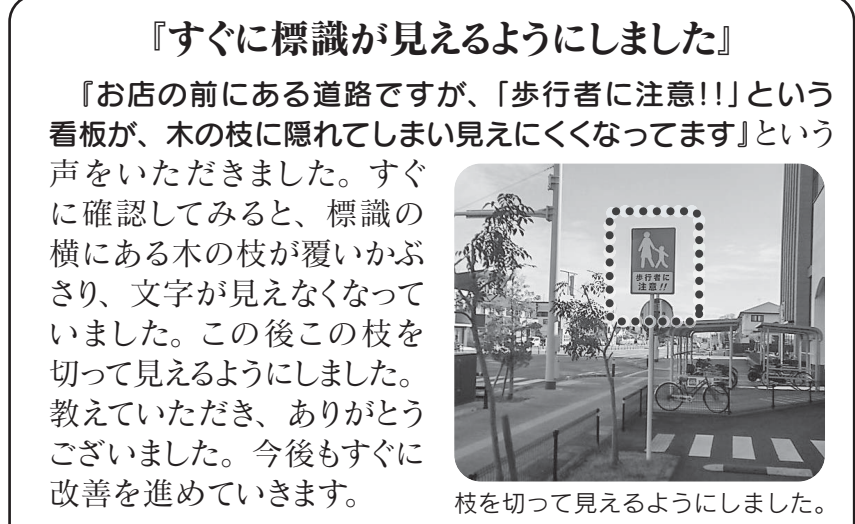 『すぐに標識が見えるようにしました』
『お店の前にある道路ですが、「歩行者に注意!!」という
看板が、木の枝に隠れてしまい見えにくくなってます』という
声をいただきました。すぐ
に確認してみると、標識の
横にある木の枝が覆いかぶ
さり、文字が見えなくなって
いました。この後この枝を
切って見えるようにしました。
教えていただき、ありがとう
ございました。今後もすぐに
改善を進めていきます。
歩行者に
注意!!
枝を切って見えるようにしました。